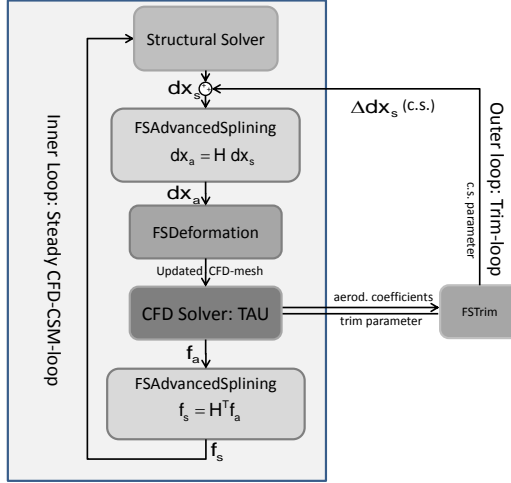 Structural Solver
dxₛ
Δdxₛ (c.s.)
FSAdvancedSplining
dxₐ = H dxₛ
dxₐ
FSDeformation
Updated CFD-mesh
CFD Solver: TAU
aerod. coefficients
trim parameter
FSTrim
c.s. parameter
Outer loop: Trim-loop
Inner Loop: Steady
CFD-CSM-loop
fₐ
FSAdvancedSplining
fₛ = Hᵀfₐ
fₛ